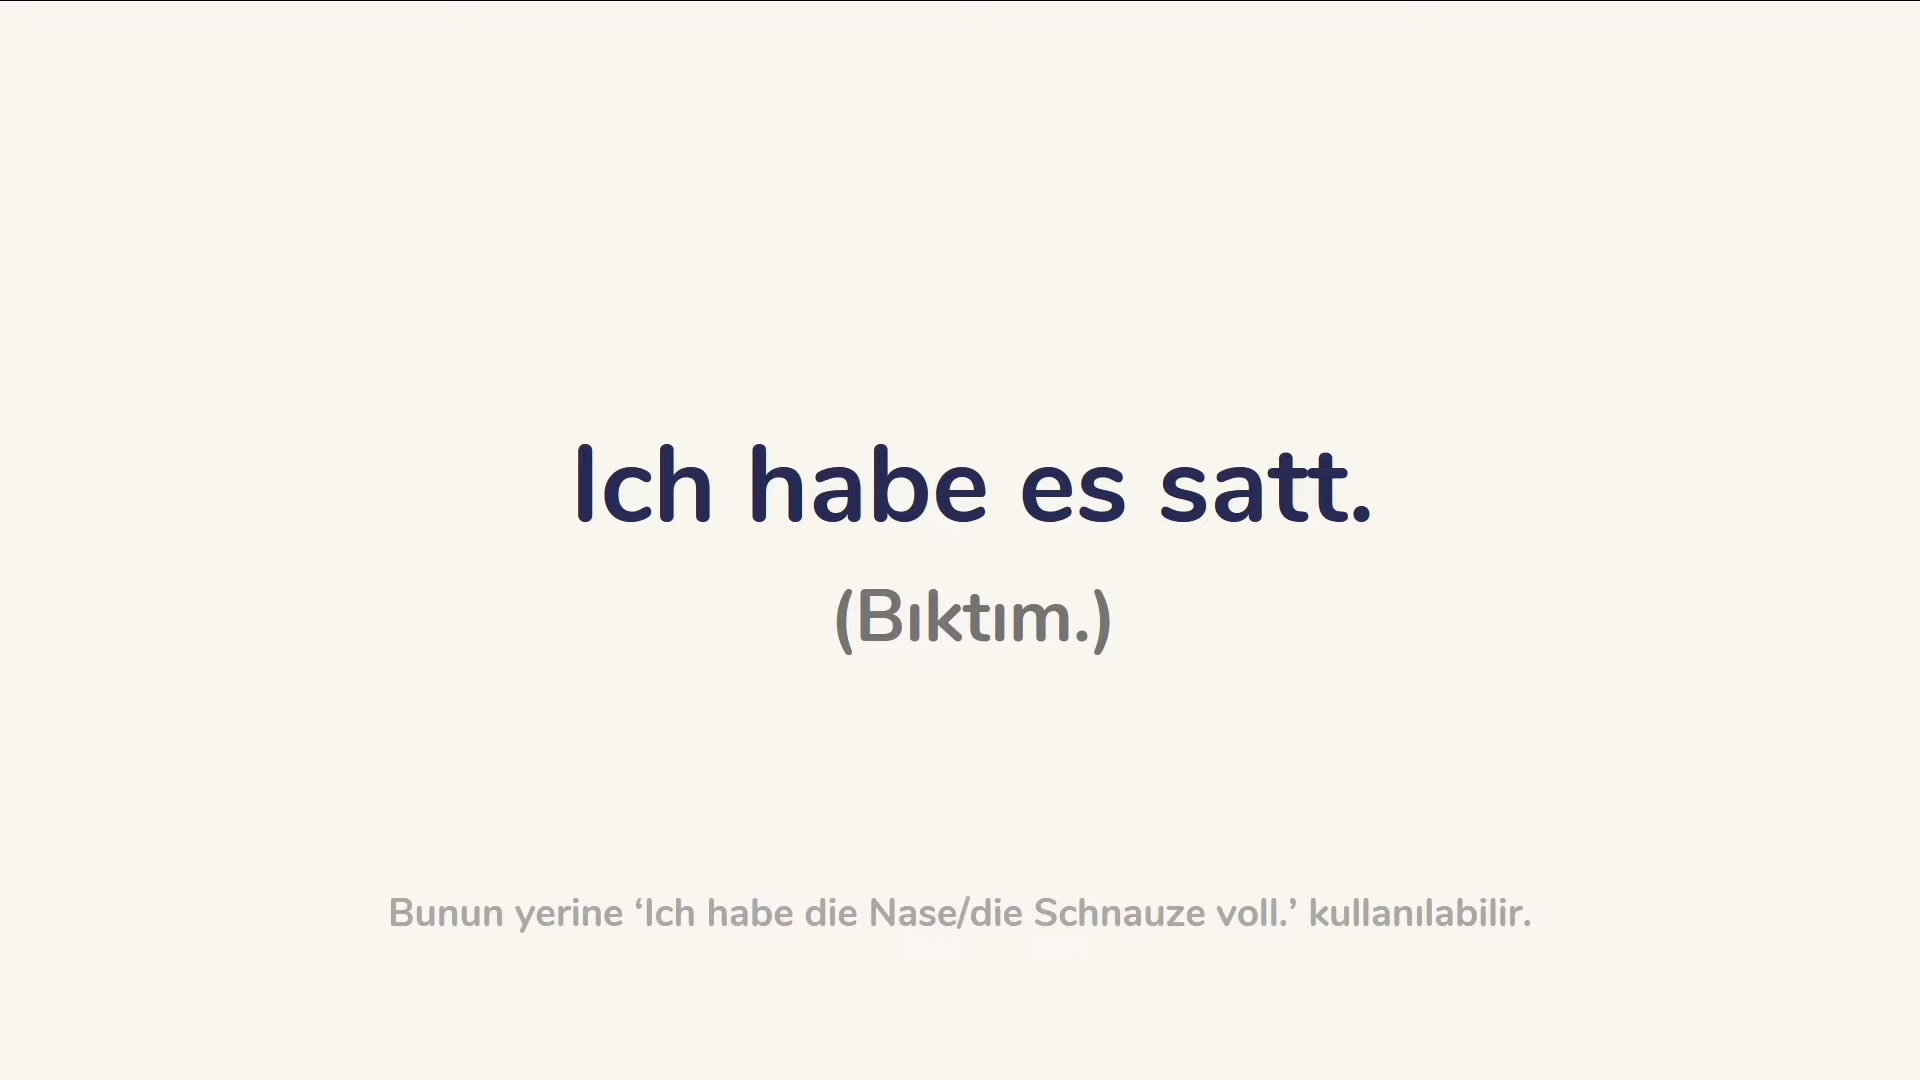 Ich habe es satt.
(Bıktım.)
Bunun yerine ‘Ich habe die Nase/die Schnauze voll.’ kullanılabilir.